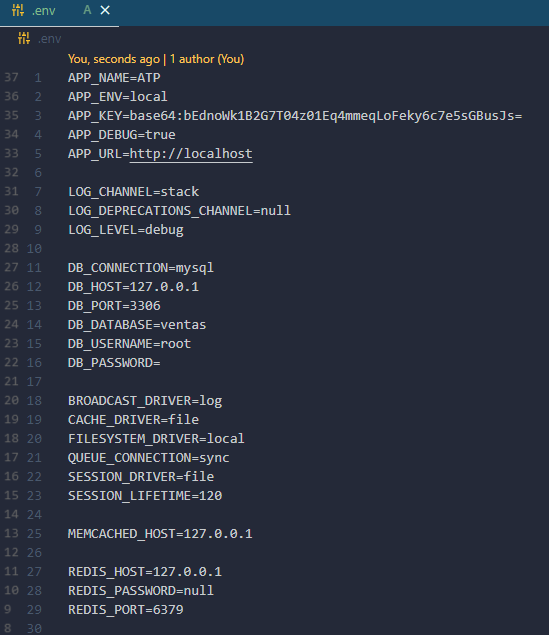 .env A
.env
You, seconds ago | 1 author (You)
37 1 APP_NAME=ATP
36 2 APP_ENV=local
35 3 APP_KEY=base64:bEdnoWk1B2G7T04z01Eq4mmeqLoFeky6c7e5sGBusJs=
34 4 APP_DEBUG=true
33 5 APP_URL=http://localhost
32 6
31 7 LOG_CHANNEL=stack
30 8 LOG_DEPRECATIONS_CHANNEL=null
29 9 LOG_LEVEL=debug
28 10
27 11 DB_CONNECTION=mysql
26 12 DB_HOST=127.0.0.1
25 13 DB_PORT=3306
24 14 DB_DATABASE=ventas
23 15 DB_USERNAME=root
22 16 DB_PASSWORD=
21 17
20 18 BROADCAST_DRIVER=log
19 19 CACHE_DRIVER=file
18 20 FILESYSTEM_DRIVER=local
17 21 QUEUE_CONNECTION=sync
16 22 SESSION_DRIVER=file
15 23 SESSION_LIFETIME=120
14 24
13 25 MEMCACHED_HOST=127.0.0.1
12 26
11 27 REDIS_HOST=127.0.0.1
10 28 REDIS_PASSWORD=null
9 29 REDIS_PORT=6379
8 30